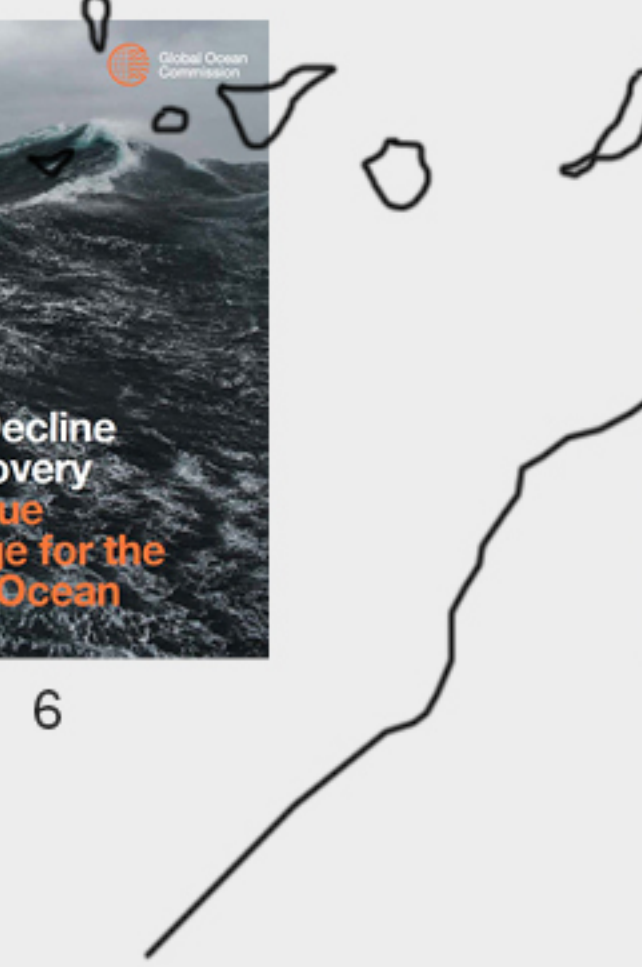 Global Ocean
Commission
ecline
overy
ue
ge for the
Ocean
6